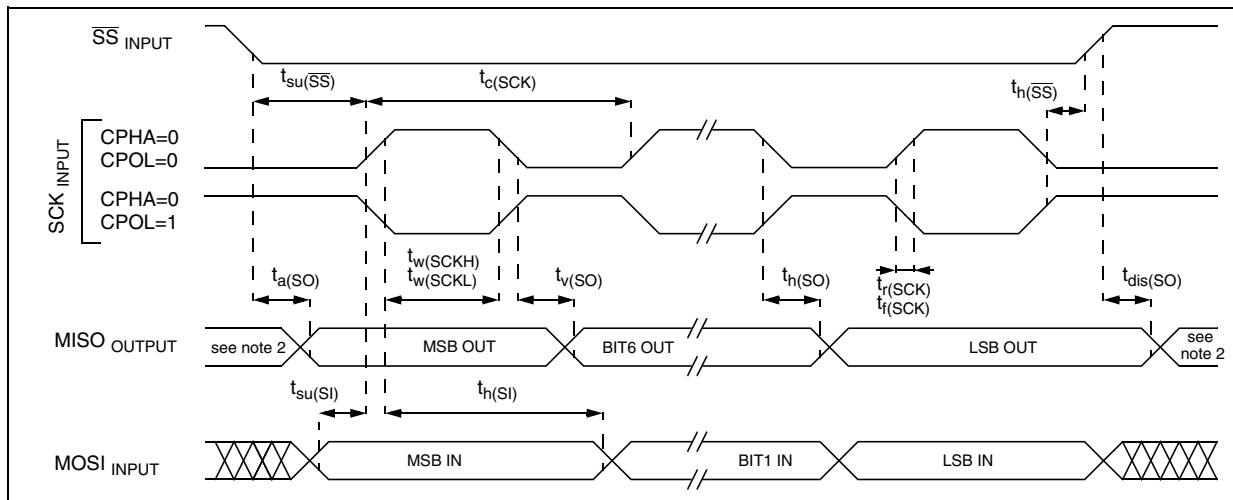 SS INPUT
tsu(SS)
tc(SCK)
th(SS)
SCK INPUT
CPHA=0
CPOL=0
CPHA=0
CPOL=1
ta(SO)
tw(SCKH)
tw(SCKL)
tv(SO)
th(SO)
tr(SCK)
tf(SCK)
tdis(SO)
MISO OUTPUT
see note 2
MSB OUT
BIT6 OUT
LSB OUT
see
note 2
tsu(SI)
th(SI)
MOSI INPUT
MSB IN
BIT1 IN
LSB IN